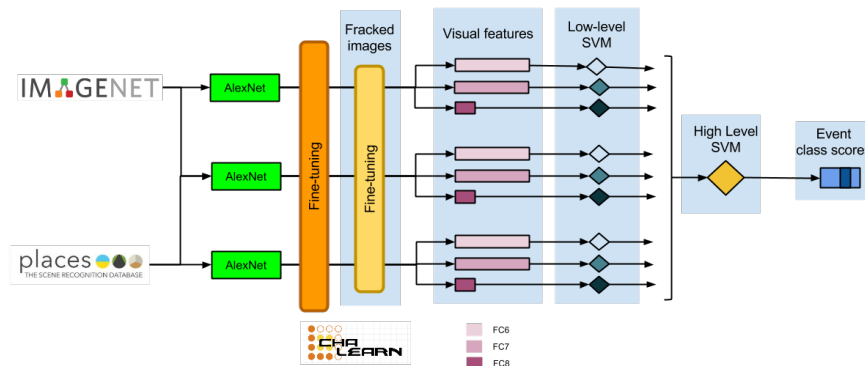 Fracked
images
Visual features
Low-level
SVM
IMAGENET
AlexNet
Fine-tuning
Fine-tuning
High Level
SVM
Event
class scores
AlexNet
places
THE SCENE RECOGNITION DATABASE
AlexNet
CHA
LEARN
FC6
FC7
FC8